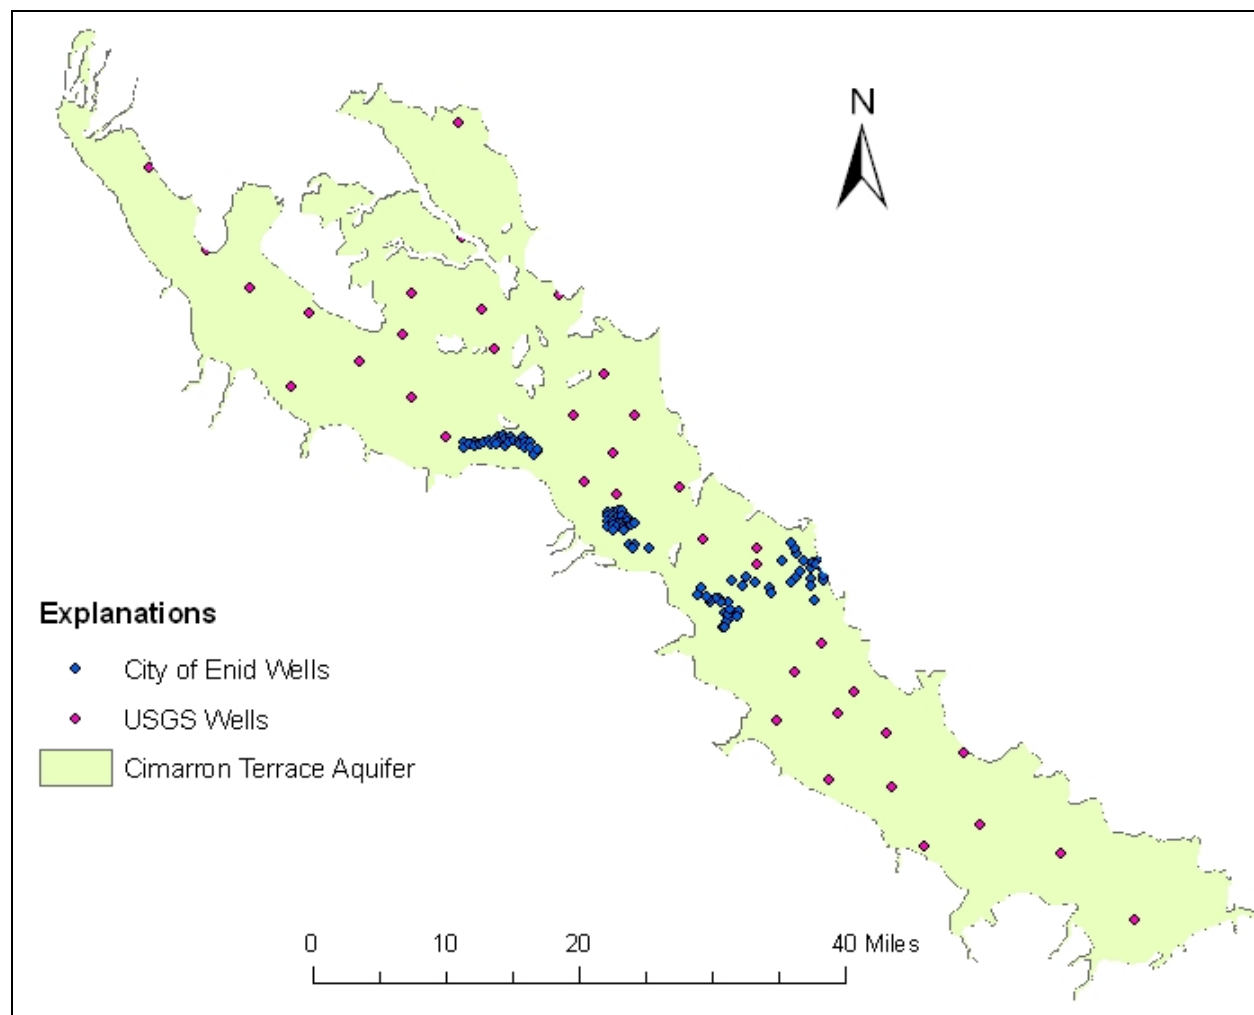 N
Explanations
City of Enid Wells
USGS Wells
Cimarron Terrace Aquifer
0 10 20 40 Miles